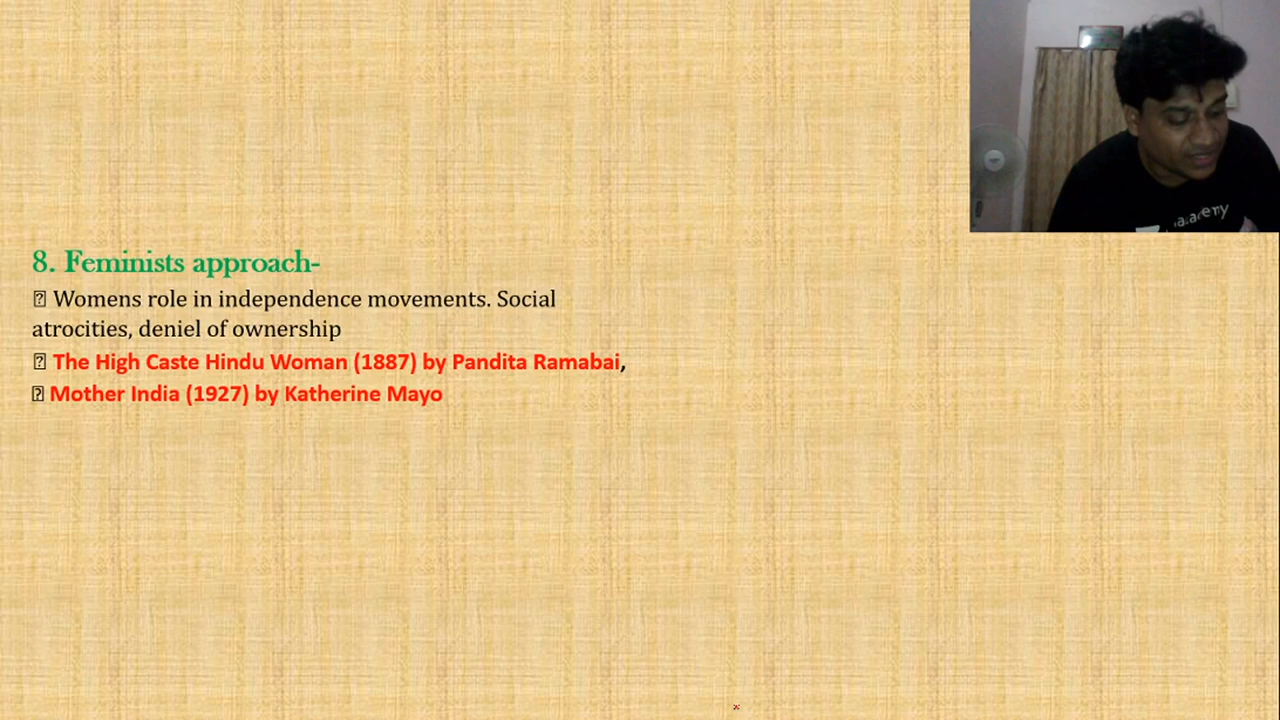 8. Feminists approach-
Womens role in independence movements. Social
atrocities, deniel of ownership
The High Caste Hindu Woman (1887) by Pandita Ramabai,
Mother India (1927) by Katherine Mayo